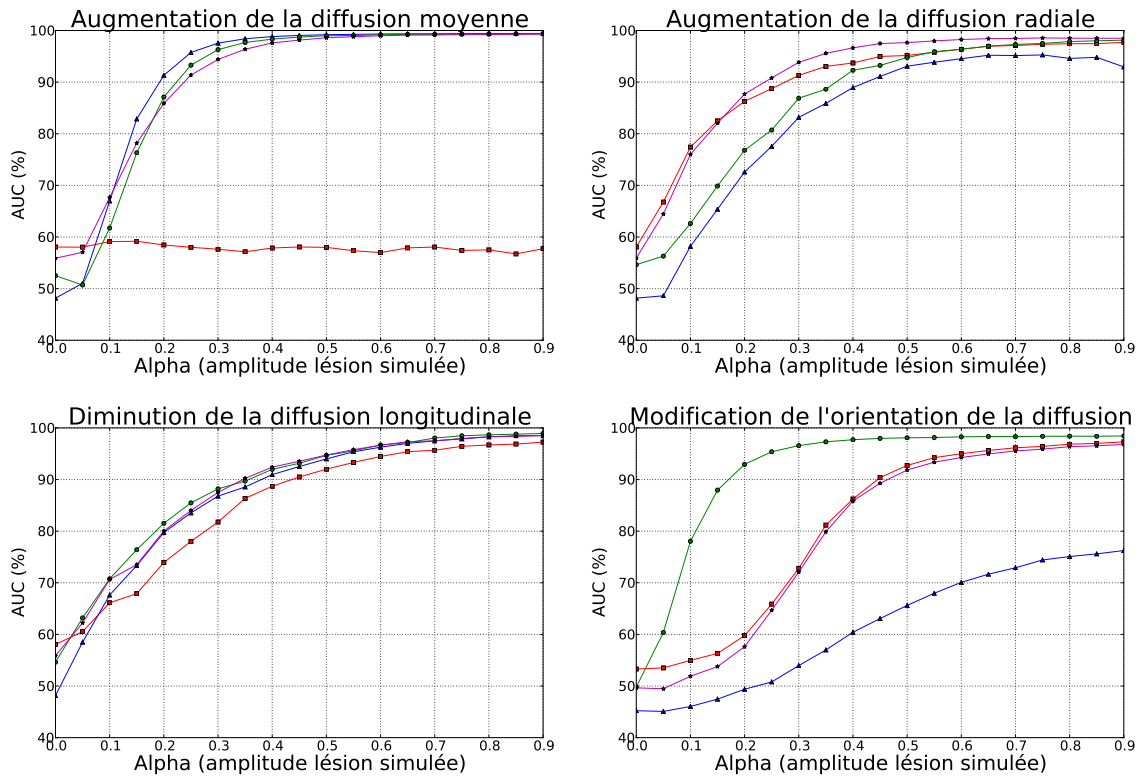 Augmentation de la diffusion moyenne
100
90
80
70
60
50
40
AUC (%)
0.0 0.1 0.2 0.3 0.4 0.5 0.6 0.7 0.8 0.9
Alpha (amplitude lésion simulée)
Augmentation de la diffusion radiale
100
90
80
70
60
50
40
AUC (%)
0.0 0.1 0.2 0.3 0.4 0.5 0.6 0.7 0.8 0.9
Alpha (amplitude lésion simulée)
Diminution de la diffusion longitudinale
100
90
80
70
60
50
40
AUC (%)
0.0 0.1 0.2 0.3 0.4 0.5 0.6 0.7 0.8 0.9
Alpha (amplitude lésion simulée)
Modification de l'orientation de la diffusion
100
90
80
70
60
50
40
AUC (%)
0.0 0.1 0.2 0.3 0.4 0.5 0.6 0.7 0.8 0.9
Alpha (amplitude lésion simulée)